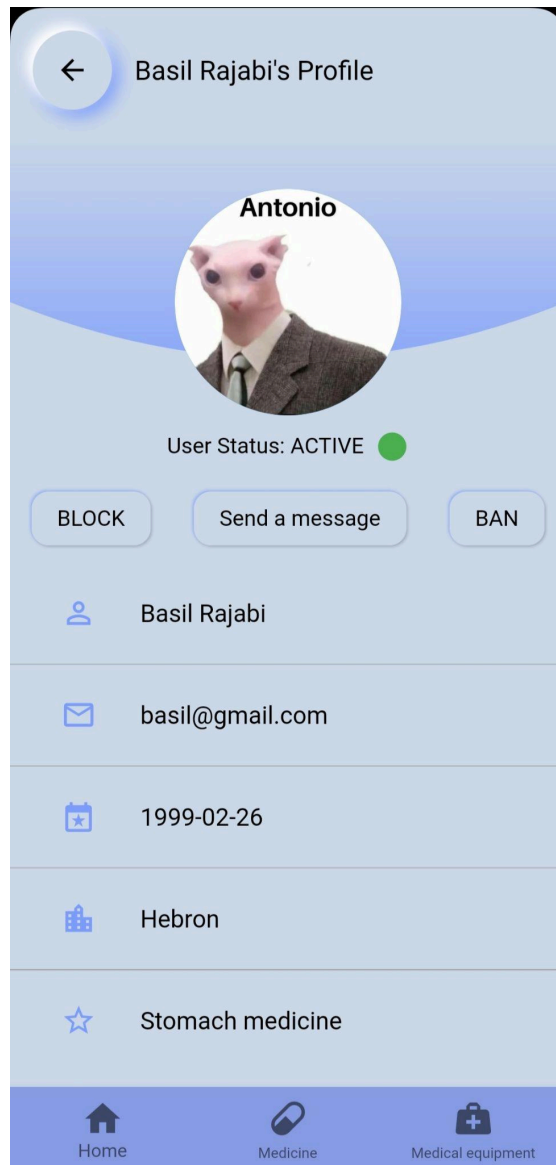 Basil Rajabi's Profile
Antonio
User Status: ACTIVE
BLOCK
Send a message
BAN
Basil Rajabi
basil@gmail.com
1999-02-26
Hebron
Stomach medicine
Home
Medicine
Medical equipment